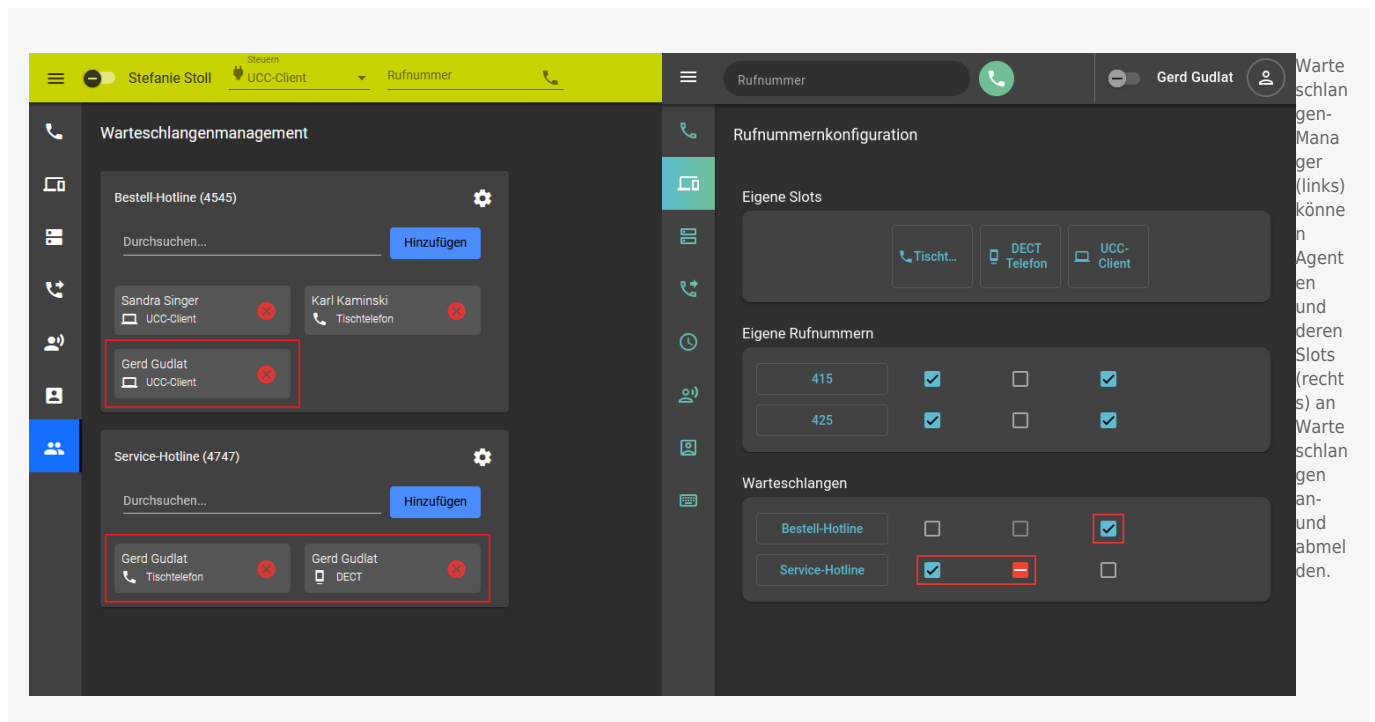 Steuern
Stefanie Stoll UCC-Client Rufnummer
Warteschlangenmanagement
Bestell-Hotline (4545)
Durchsuchen... Hinzufügen
Sandra Singer Karl Kaminski
UCC-Client Tischtelefon
Gerd Gudlat
UCC-Client
Service-Hotline (4747)
Durchsuchen... Hinzufügen
Gerd Gudlat Gerd Gudlat
Tischtelefon DECT
Rufnummer Gerd Gudlat
Rufnummernkonfiguration
Eigene Slots
Tischt... DECT UCC-
Telefon Client
Eigene Rufnummern
415
425
Warteschlangen
Bestell-Hotline
Service-Hotline
Warte
schlan
gen-
Mana
ger
(links)
könne
n
Agent
en
und
deren
Slots
(recht
s) an
Warte
schlan
gen
an-
und
abmel
den.